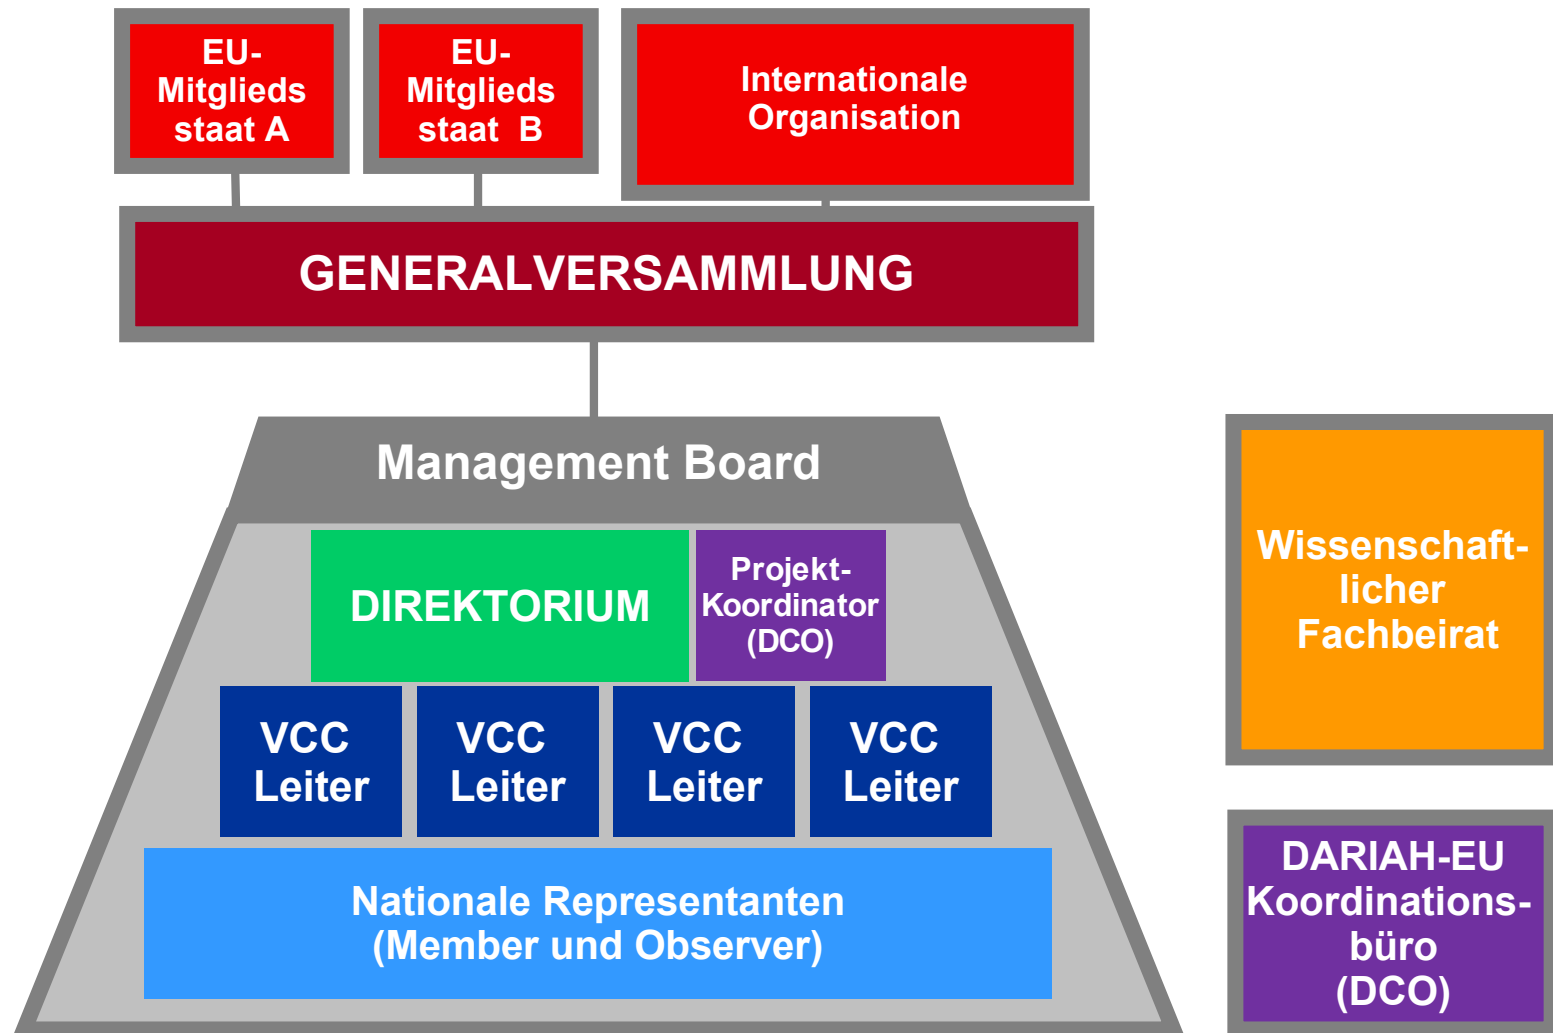 EU-
Mitglieds
staat A
EU-
Mitglieds
staat B
Internationale
Organisation
GENERALVERSAMMLUNG
Management Board
DIREKTORIUM
Projekt-
Koordinator
(DCO)
VCC
Leiter
VCC
Leiter
VCC
Leiter
VCC
Leiter
Nationale Representanten
(Member und Observer)
Wissenschaft-
licher
Fachbeirat
DARIAH-EU
Koordinations-
büro
(DCO)